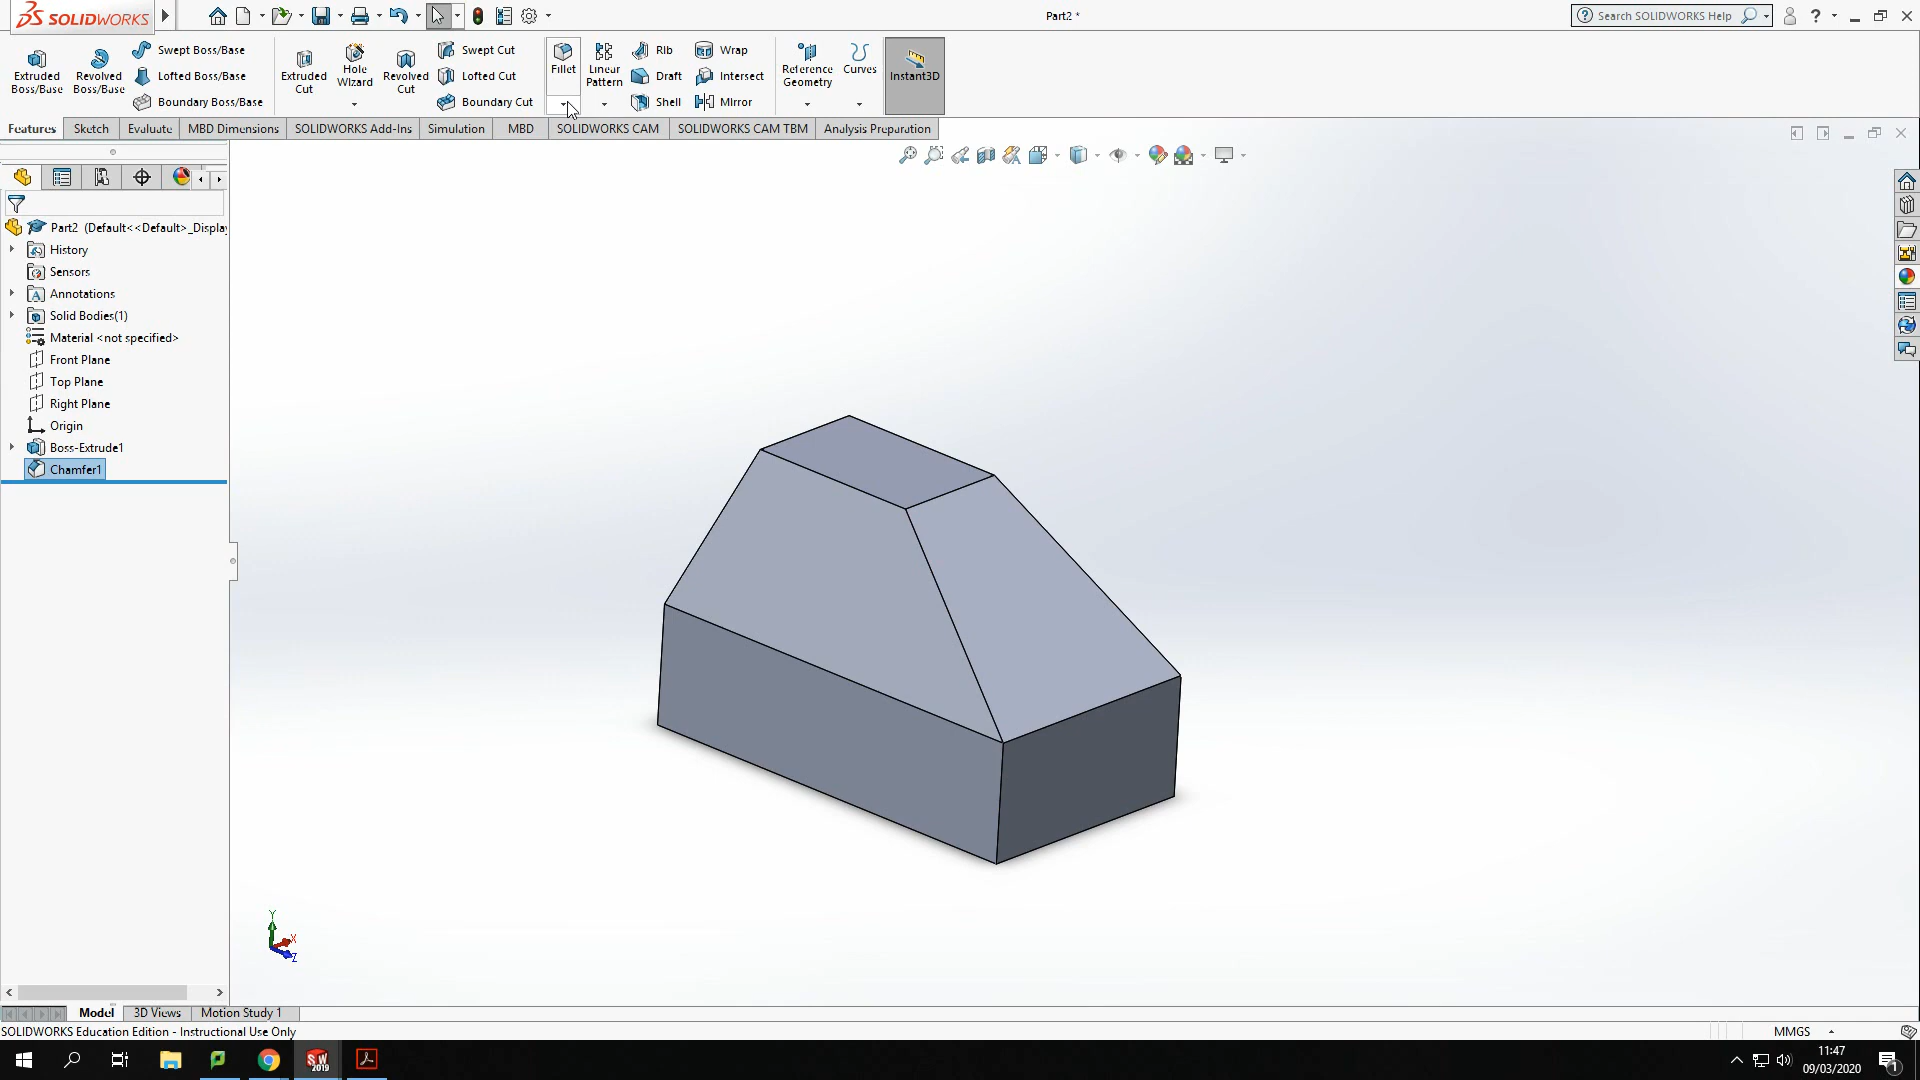 SOLIDWORKS
Part2 *
Search SOLIDWORKS Help
Extruded Boss/Base
Revolved Boss/Base
Swept Boss/Base
Lofted Boss/Base
Boundary Boss/Base
Extruded Cut
Hole Wizard
Revolved Cut
Swept Cut
Lofted Cut
Boundary Cut
Fillet
Linear Pattern
Rib
Draft
Shell
Wrap
Intersect
Mirror
Reference Geometry
Curves
Instant3D
Features Sketch Evaluate MBD Dimensions SOLIDWORKS Add-Ins Simulation MBD SOLIDWORKS CAM SOLIDWORKS CAM TBM Analysis Preparation
Part2 (Default<<Default>_Display
History
Sensors
Annotations
Solid Bodies(1)
Material <not specified>
Front Plane
Top Plane
Right Plane
Origin
Boss-Extrude1
Chamfer1
Y
X
Z
Model 3D Views Motion Study 1
SOLIDWORKS Education Edition - Instructional Use Only
MMGS
SW 2019
11:47
09/03/2020
1